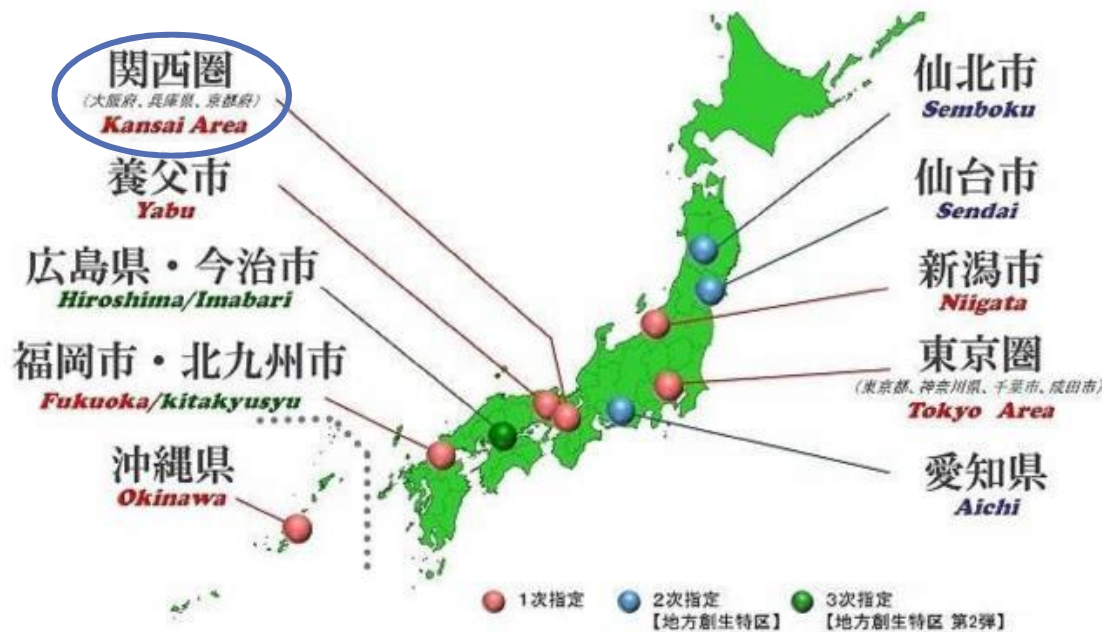 関西圏
（大阪府、兵庫県、京都府）
Kansai Area
養父市
Yabu
広島県・今治市
Hiroshima/Imabari
福岡市・北九州市
Fukuoka/kitakyusyu
沖縄県
Okinawa
仙北市
Semboku
仙台市
Sendai
新潟市
Niigata
東京圏
（東京都、神奈川県、千葉市、成田市）
Tokyo Area
愛知県
Aichi
1次指定
2次指定
【地方創生特区】
3次指定
【地方創生特区 第2弾】